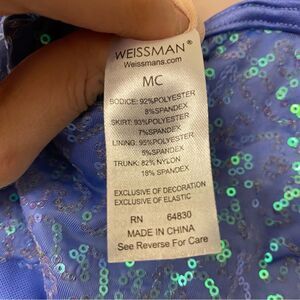 WEISSMAN®
Weissmans.com
MC
BODICE: 92%POLYESTER
8%SPANDEX
SKIRT: 93%POLYESTER
7%SPANDEX
LINING: 95%POLYESTER
5%SPANDEX
TRUNK: 82% NYLON
18% SPANDEX
EXCLUSIVE OF DECORATION
EXCLUSIVE OF ELASTIC
RN 64830
MADE IN CHINA
See Reverse For Care